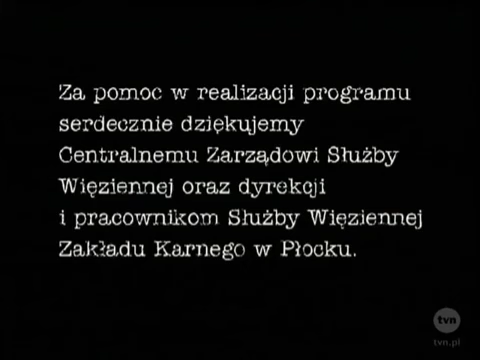 Za pomoc w realizacji programu
serdecznie dziękujemy
Centralnemu Zarządowi Służby
Więziennej oraz dyrekcji
i pracownikom Służby Więziennej
Zakładu Karnego w Płocku.
tvn
tvn.pl